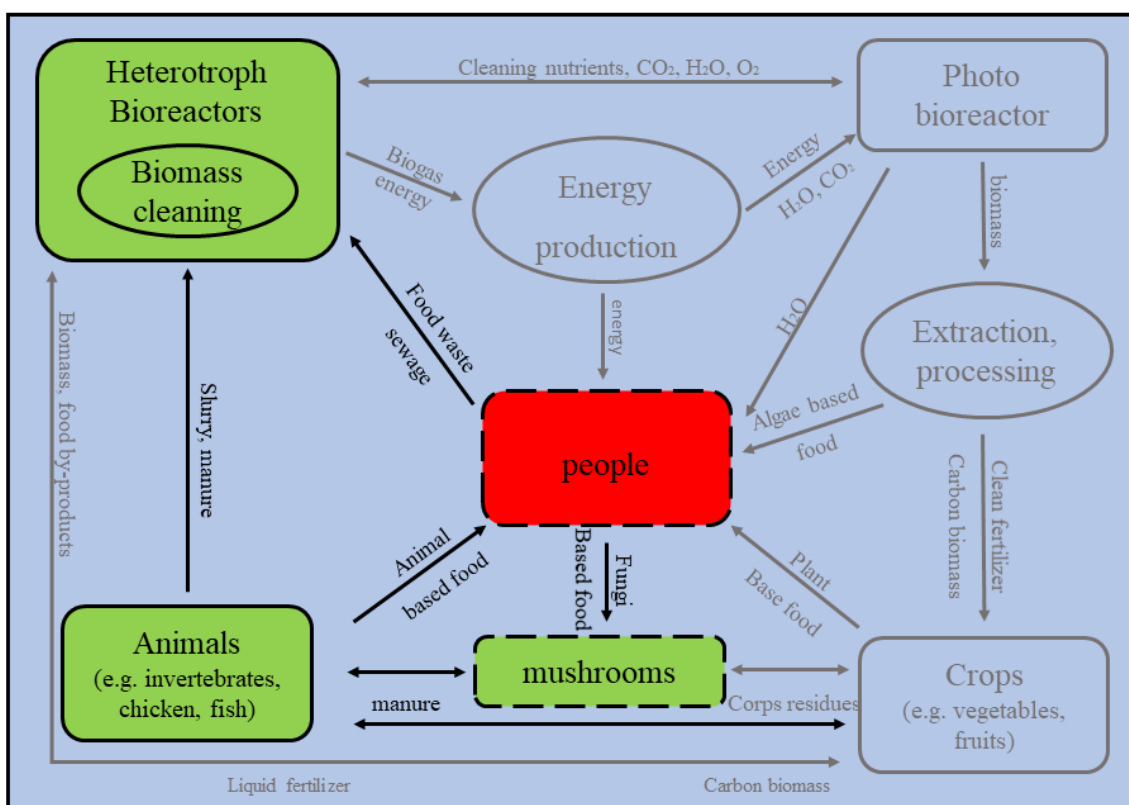 Heterotroph
Bioreactors
Biomass
cleaning
Cleaning nutrients, CO₂, H₂O, O₂
Photo
bioreactor
Biogas
energy
Energy
production
Energy
H₂O, CO₂
biomass
Food waste
sewage
energy
H₂O
Extraction,
processing
Biomass, food by-products
Slurry, manure
people
Algae based
food
Clean fertilizer
Carbon biomass
Animal
based food
Fungi
Based food
Plant
Base food
Animals
(e.g. invertebrates,
chicken, fish)
manure
mushrooms
Corps residues
Crops
(e.g. vegetables,
fruits)
Liquid fertilizer
Carbon biomass